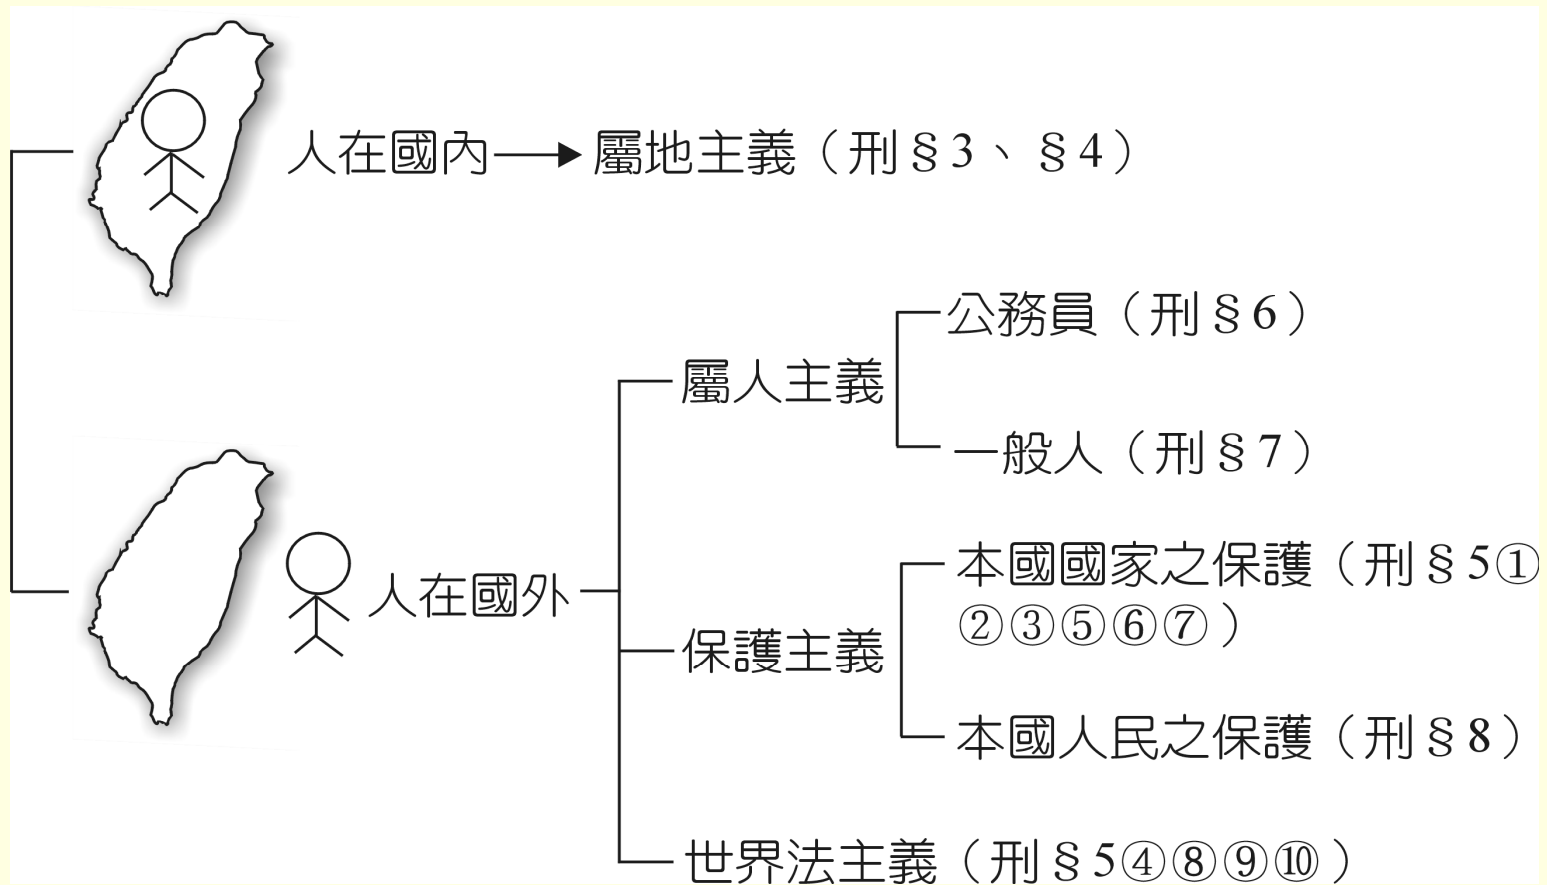 人在國內
屬地主義（刑§3、§4）
公務員（刑§6）
屬人主義
一般人（刑§7）
本國國家之保護（刑§5①
②③⑤⑥⑦）
人在國外
保護主義
本國人民之保護（刑§8）
世界法主義（刑§5④⑧⑨⑩）